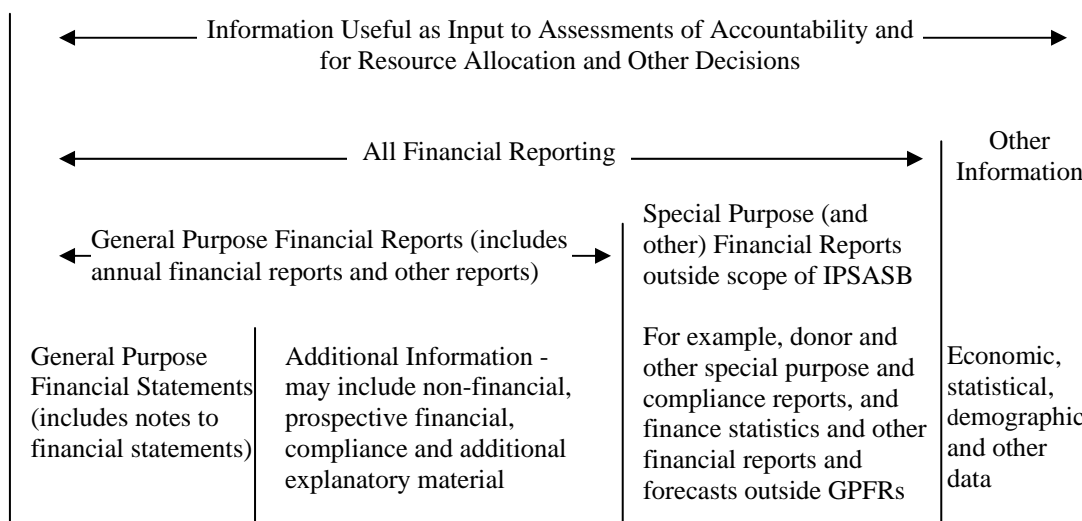 Information Useful as Input to Assessments of Accountability and
for Resource Allocation and Other Decisions
All Financial Reporting
Other
Information
General Purpose Financial Reports (includes
annual financial reports and other reports)
Special Purpose (and
other) Financial Reports
outside scope of IPSASB
General Purpose
Financial Statements
(includes notes to
financial statements)
Additional Information -
may include non-financial,
prospective financial,
compliance and additional
explanatory material
For example, donor and
other special purpose and
compliance reports, and
finance statistics and other
financial reports and
forecasts outside GPFRs
Economic,
statistical,
demographic
and other
data